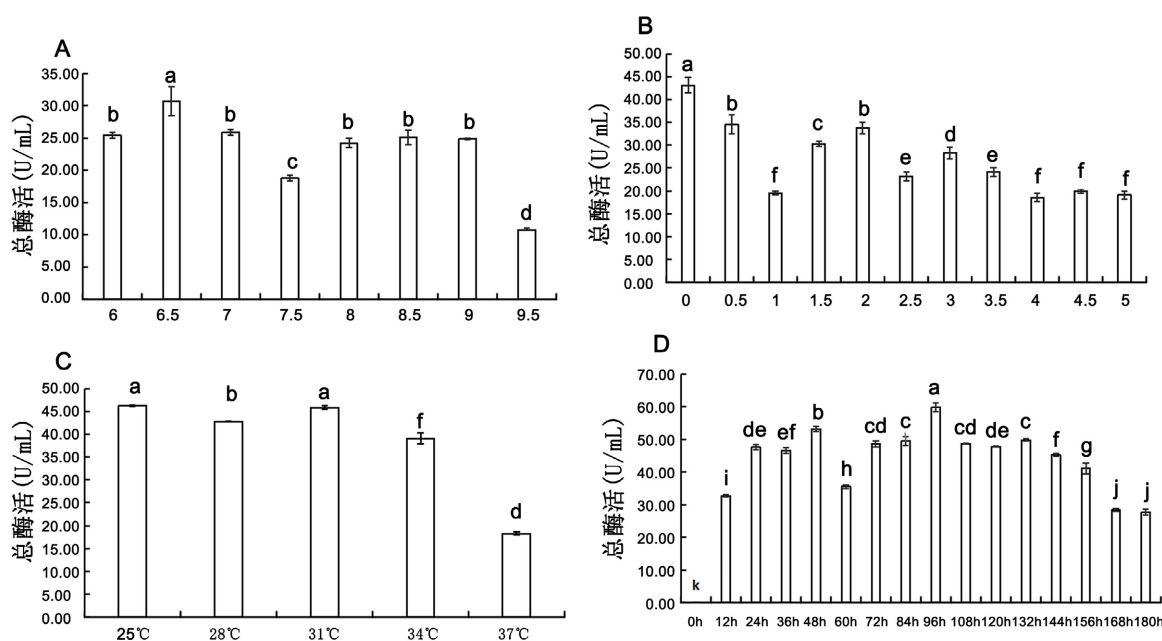 A
总酶活(U/mL)
35.00
30.00
25.00
20.00
15.00
10.00
5.00
0.00
b a b c b b b d
6 6.5 7 7.5 8 8.5 9 9.5
B
总酶活(U/mL)
50.00
45.00
40.00
35.00
30.00
25.00
20.00
15.00
10.00
5.00
0.00
a b f c b e d e f f f
0 0.5 1 1.5 2 2.5 3 3.5 4 4.5 5
C
总酶活(U/mL)
50.00
45.00
40.00
35.00
30.00
25.00
20.00
15.00
10.00
5.00
0.00
a b a f d
25℃ 28℃ 31℃ 34℃ 37℃
D
总酶活(U/mL)
70.00
60.00
50.00
40.00
30.00
20.00
10.00
0.00
k i de ef b h cd c a cd de c f g j j
0h 12h 24h 36h 48h 60h 72h 84h 96h 108h 120h 132h 144h 156h 168h 180h